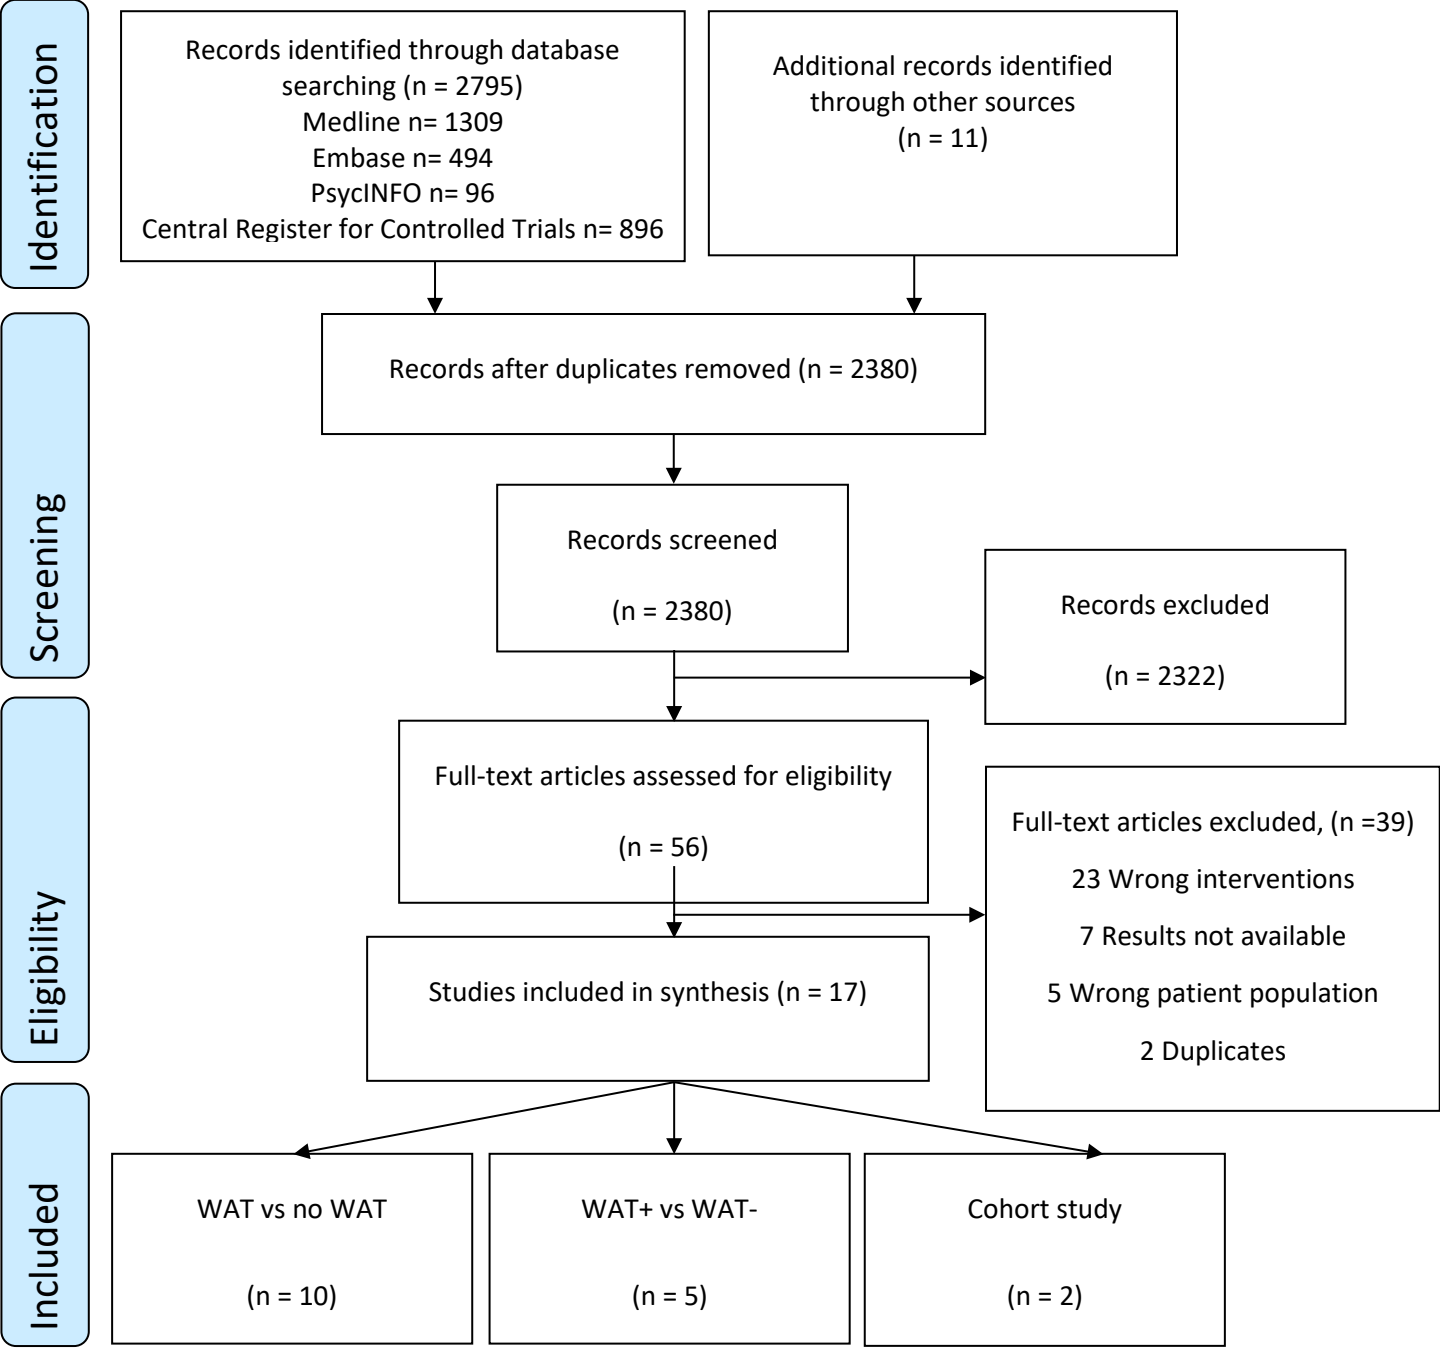 Identification
Records identified through database
searching (n = 2795)
Medline n= 1309
Embase n= 494
PsycINFO n= 96
Central Register for Controlled Trials n= 896
Additional records identified
through other sources
(n = 11)
Screening
Records after duplicates removed (n = 2380)
Records screened
(n = 2380)
Records excluded
(n = 2322)
Eligibility
Full-text articles assessed for eligibility
(n = 56)
Full-text articles excluded, (n =39)
23 Wrong interventions
7 Results not available
5 Wrong patient population
2 Duplicates
Studies included in synthesis (n = 17)
Included
WAT vs no WAT
(n = 10)
WAT+ vs WAT-
(n = 5)
Cohort study
(n = 2)